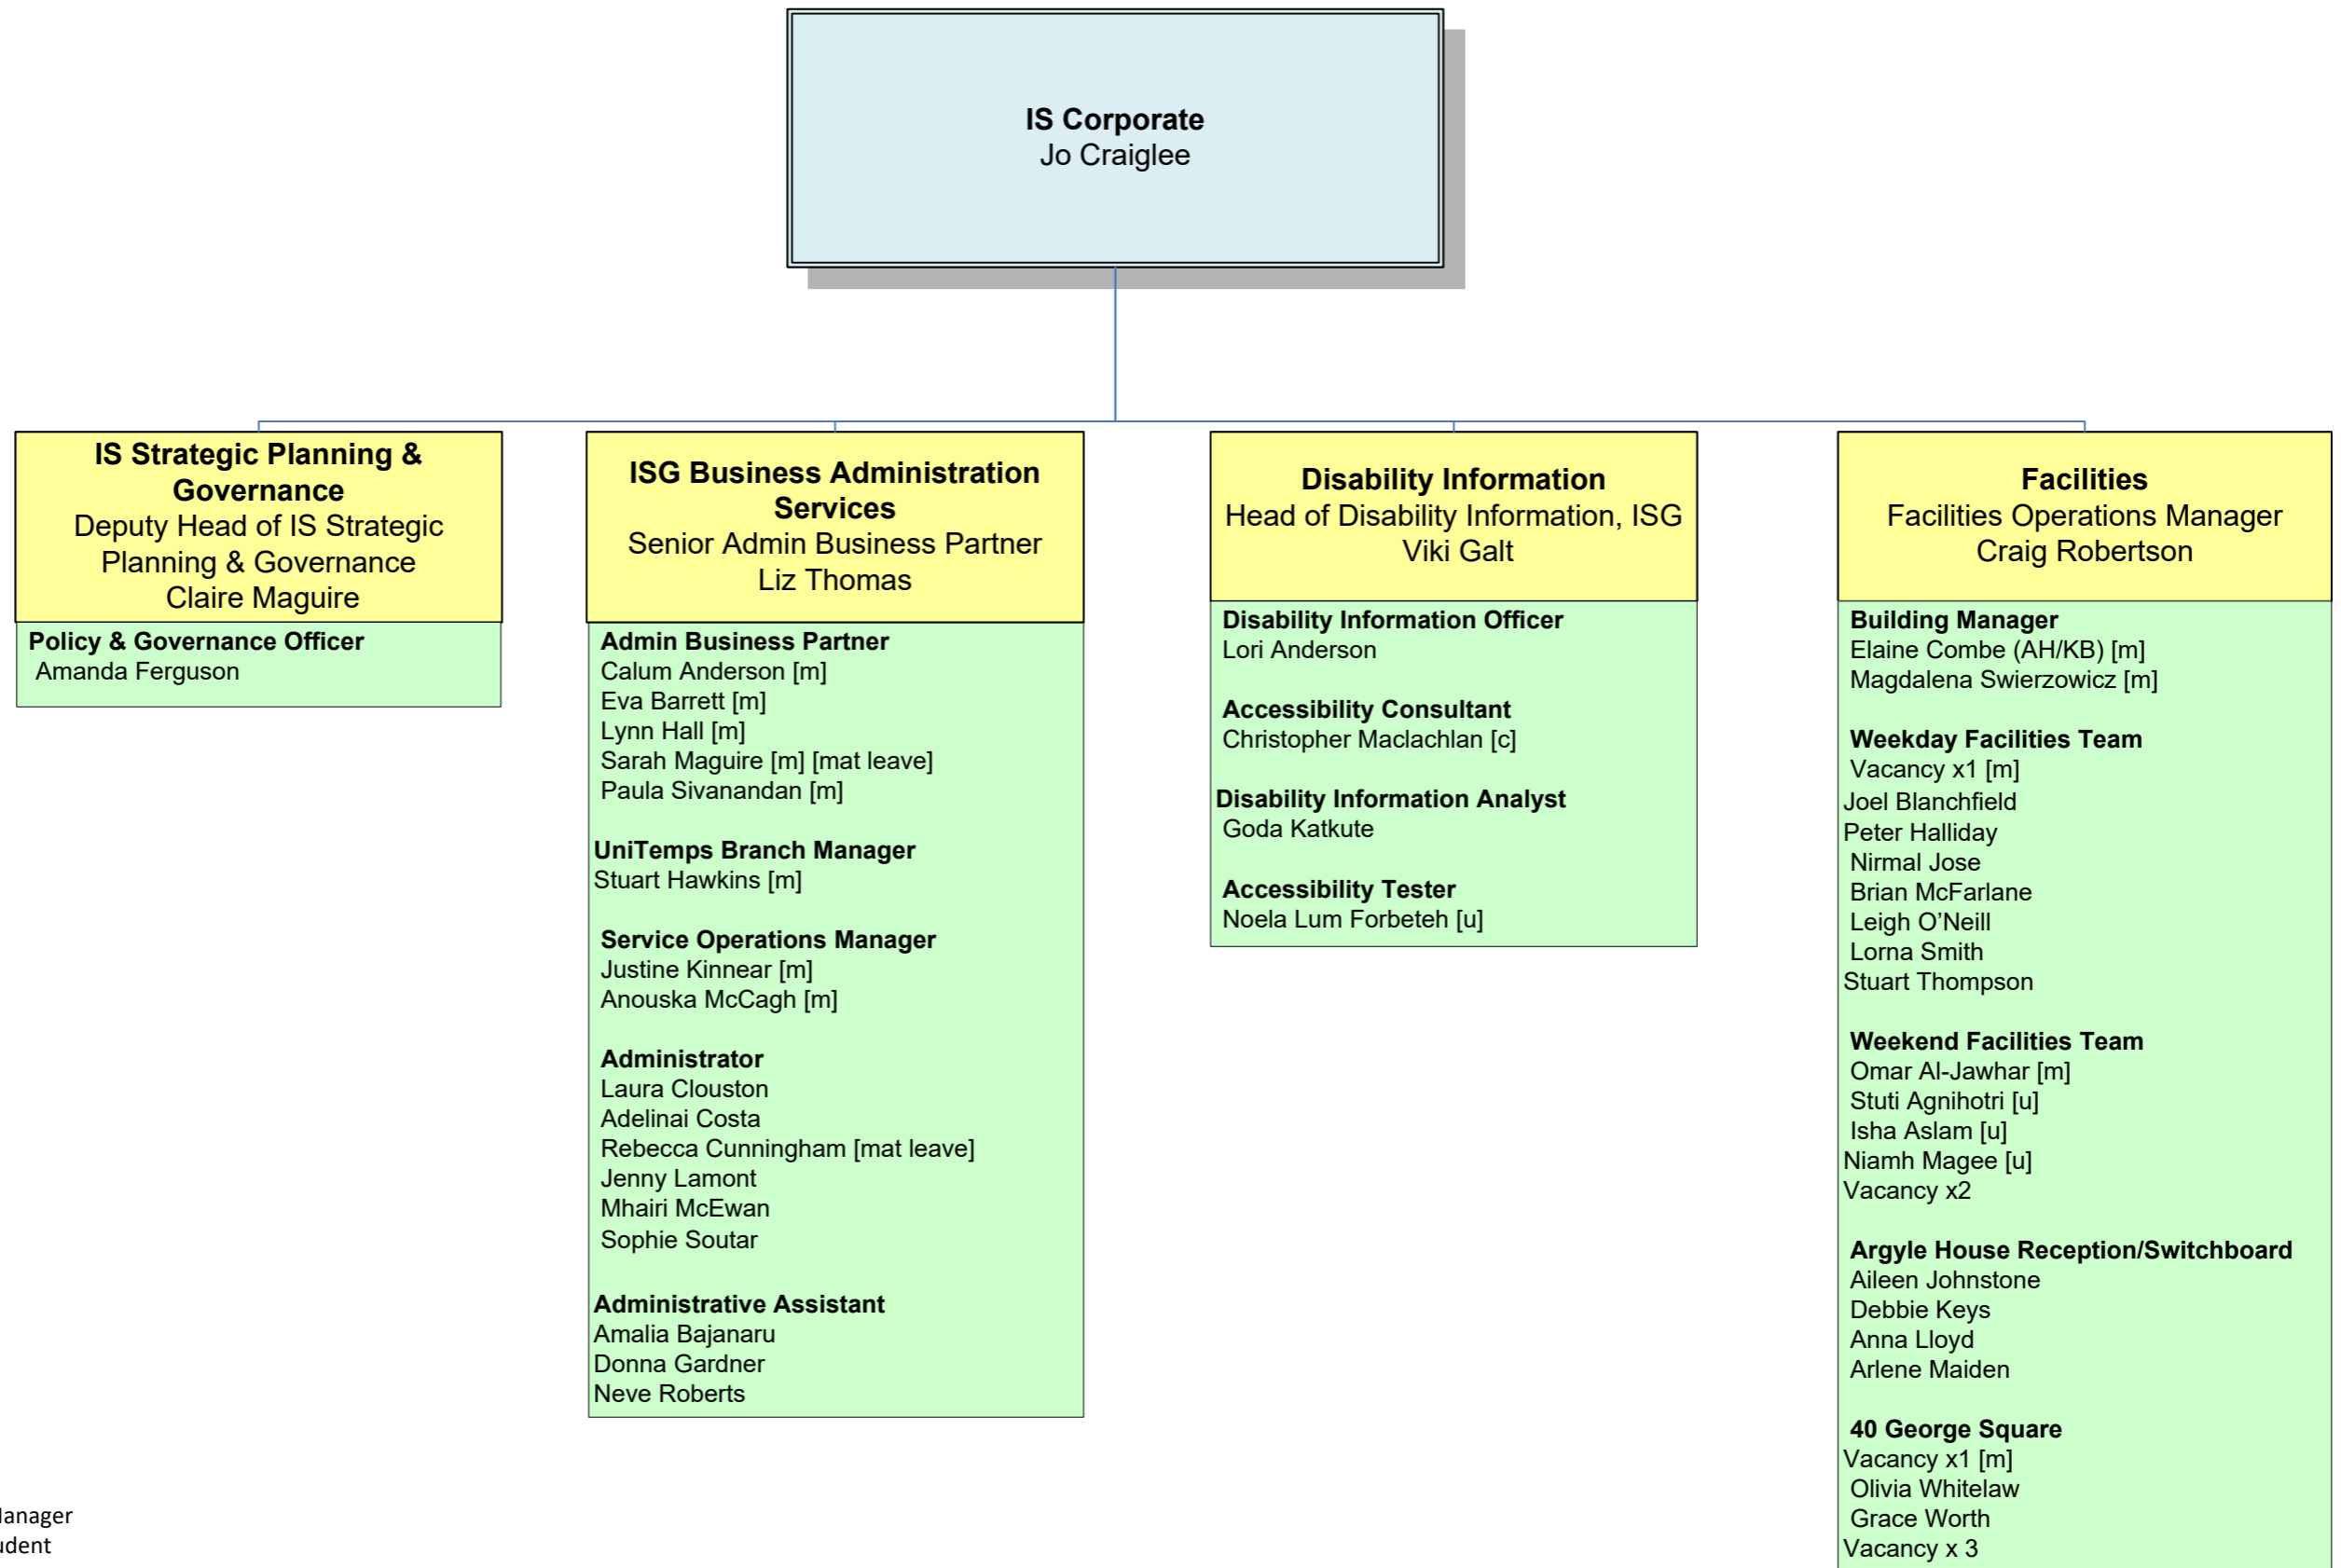 IS Corporate
Jo Craiglee
IS Strategic Planning &
Governance
Deputy Head of IS Strategic
Planning & Governance
Claire Maguire
Policy & Governance Officer
Amanda Ferguson
ISG Business Administration
Services
Senior Admin Business Partner
Liz Thomas
Admin Business Partner
Calum Anderson [m]
Eva Barrett [m]
Lynn Hall [m]
Sarah Maguire [m] [mat leave]
Paula Sivanandan [m]
UniTemps Branch Manager
Stuart Hawkins [m]
Service Operations Manager
Justine Kinnear [m]
Anouska McCagh [m]
Administrator
Laura Clouston
Adelinai Costa
Rebecca Cunningham [mat leave]
Jenny Lamont
Mhairi McEwan
Sophie Soutar
Administrative Assistant
Amalia Bajanaru
Donna Gardner
Neve Roberts
Disability Information
Head of Disability Information, ISG
Viki Galt
Disability Information Officer
Lori Anderson
Accessibility Consultant
Christopher Maclachlan [c]
Disability Information Analyst
Goda Katkute
Accessibility Tester
Noela Lum Forbeteh [u]
Facilities
Facilities Operations Manager
Craig Robertson
Building Manager
Elaine Combe (AH/KB) [m]
Magdalena Swierzowicz [m]
Weekday Facilities Team
Vacancy x1 [m]
Joel Blanchfield
Peter Halliday
Nirmal Jose
Brian McFarlane
Leigh O’Neill
Lorna Smith
Stuart Thompson
Weekend Facilities Team
Omar Al-Jawhar [m]
Stuti Agnihotri [u]
Isha Aslam [u]
Niamh Magee [u]
Vacancy x2
Argyle House Reception/Switchboard
Aileen Johnstone
Debbie Keys
Anna Lloyd
Arlene Maiden
40 George Square
Vacancy x1 [m]
Olivia Whitelaw
Grace Worth
Vacancy x 3